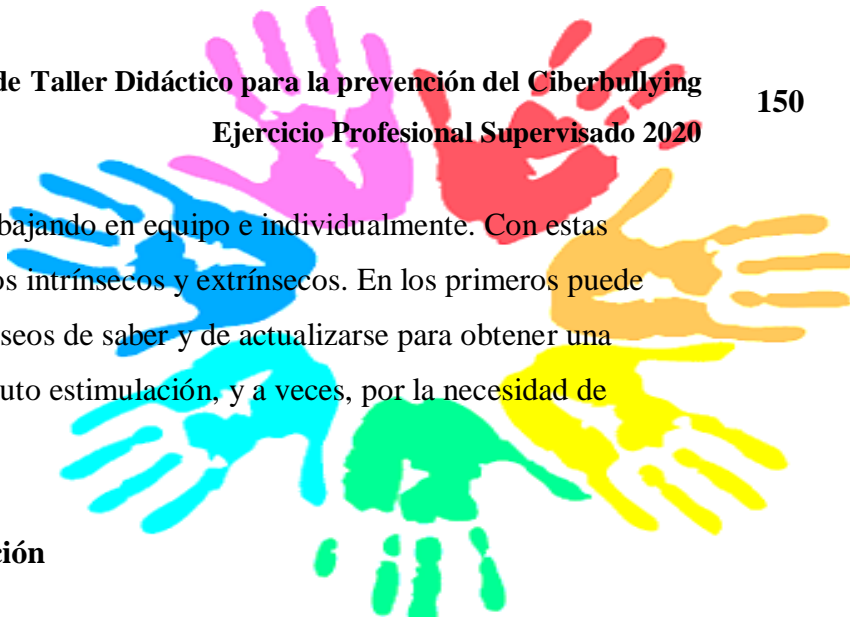 de Taller Didáctico para la prevención del Ciberbullying
150
Ejercicio Profesional Supervisado 2020
bajando en equipo e individualmente. Con estas
os intrínsecos y extrínsecos. En los primeros puede
seos de saber y de actualizarse para obtener una
uto estimulación, y a veces, por la necesidad de
ción